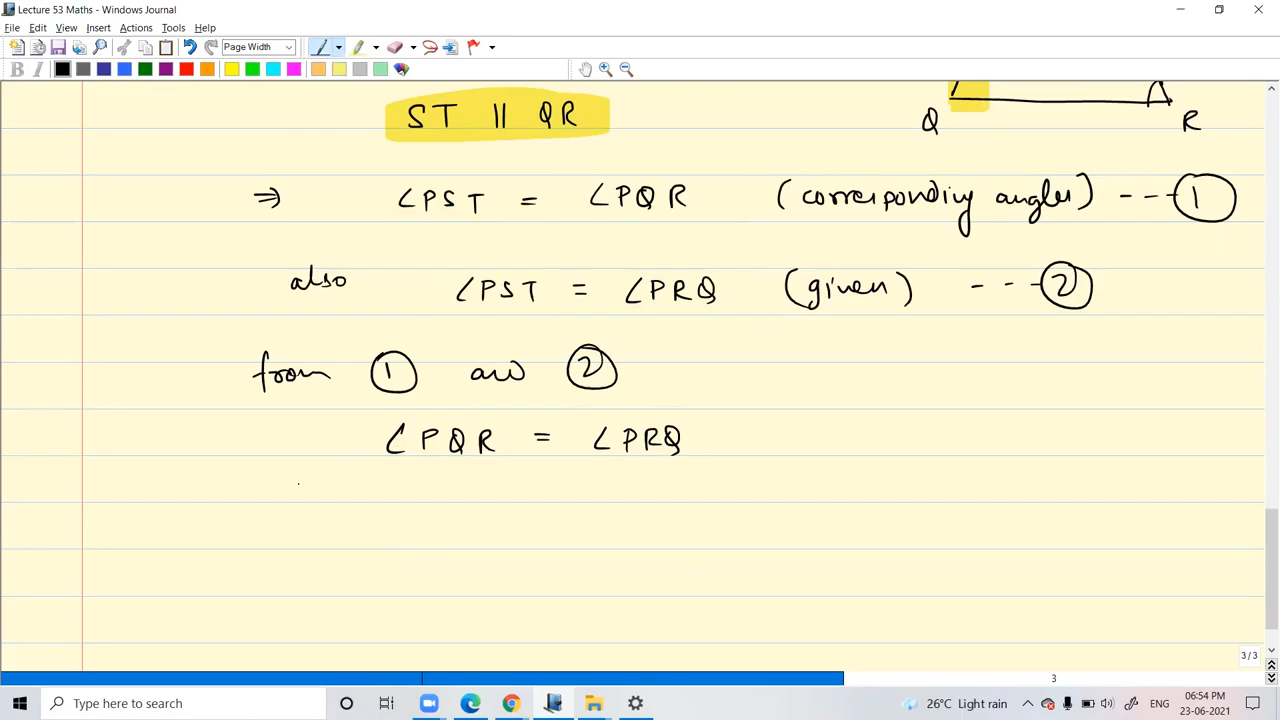 Lecture 53 Maths - Windows Journal
File Edit View Insert Actions Tools Help
Page Width
B I
ST || QR
Q R
⇒ ∠PST = ∠PQR (corresponding angles) --- 1
also ∠PST = ∠PRQ (given) --- 2
from 1 and 2
∠PQR = ∠PRQ
3/3
3
Type here to search
26°C Light rain
ENG
06:54 PM
23-06-2021